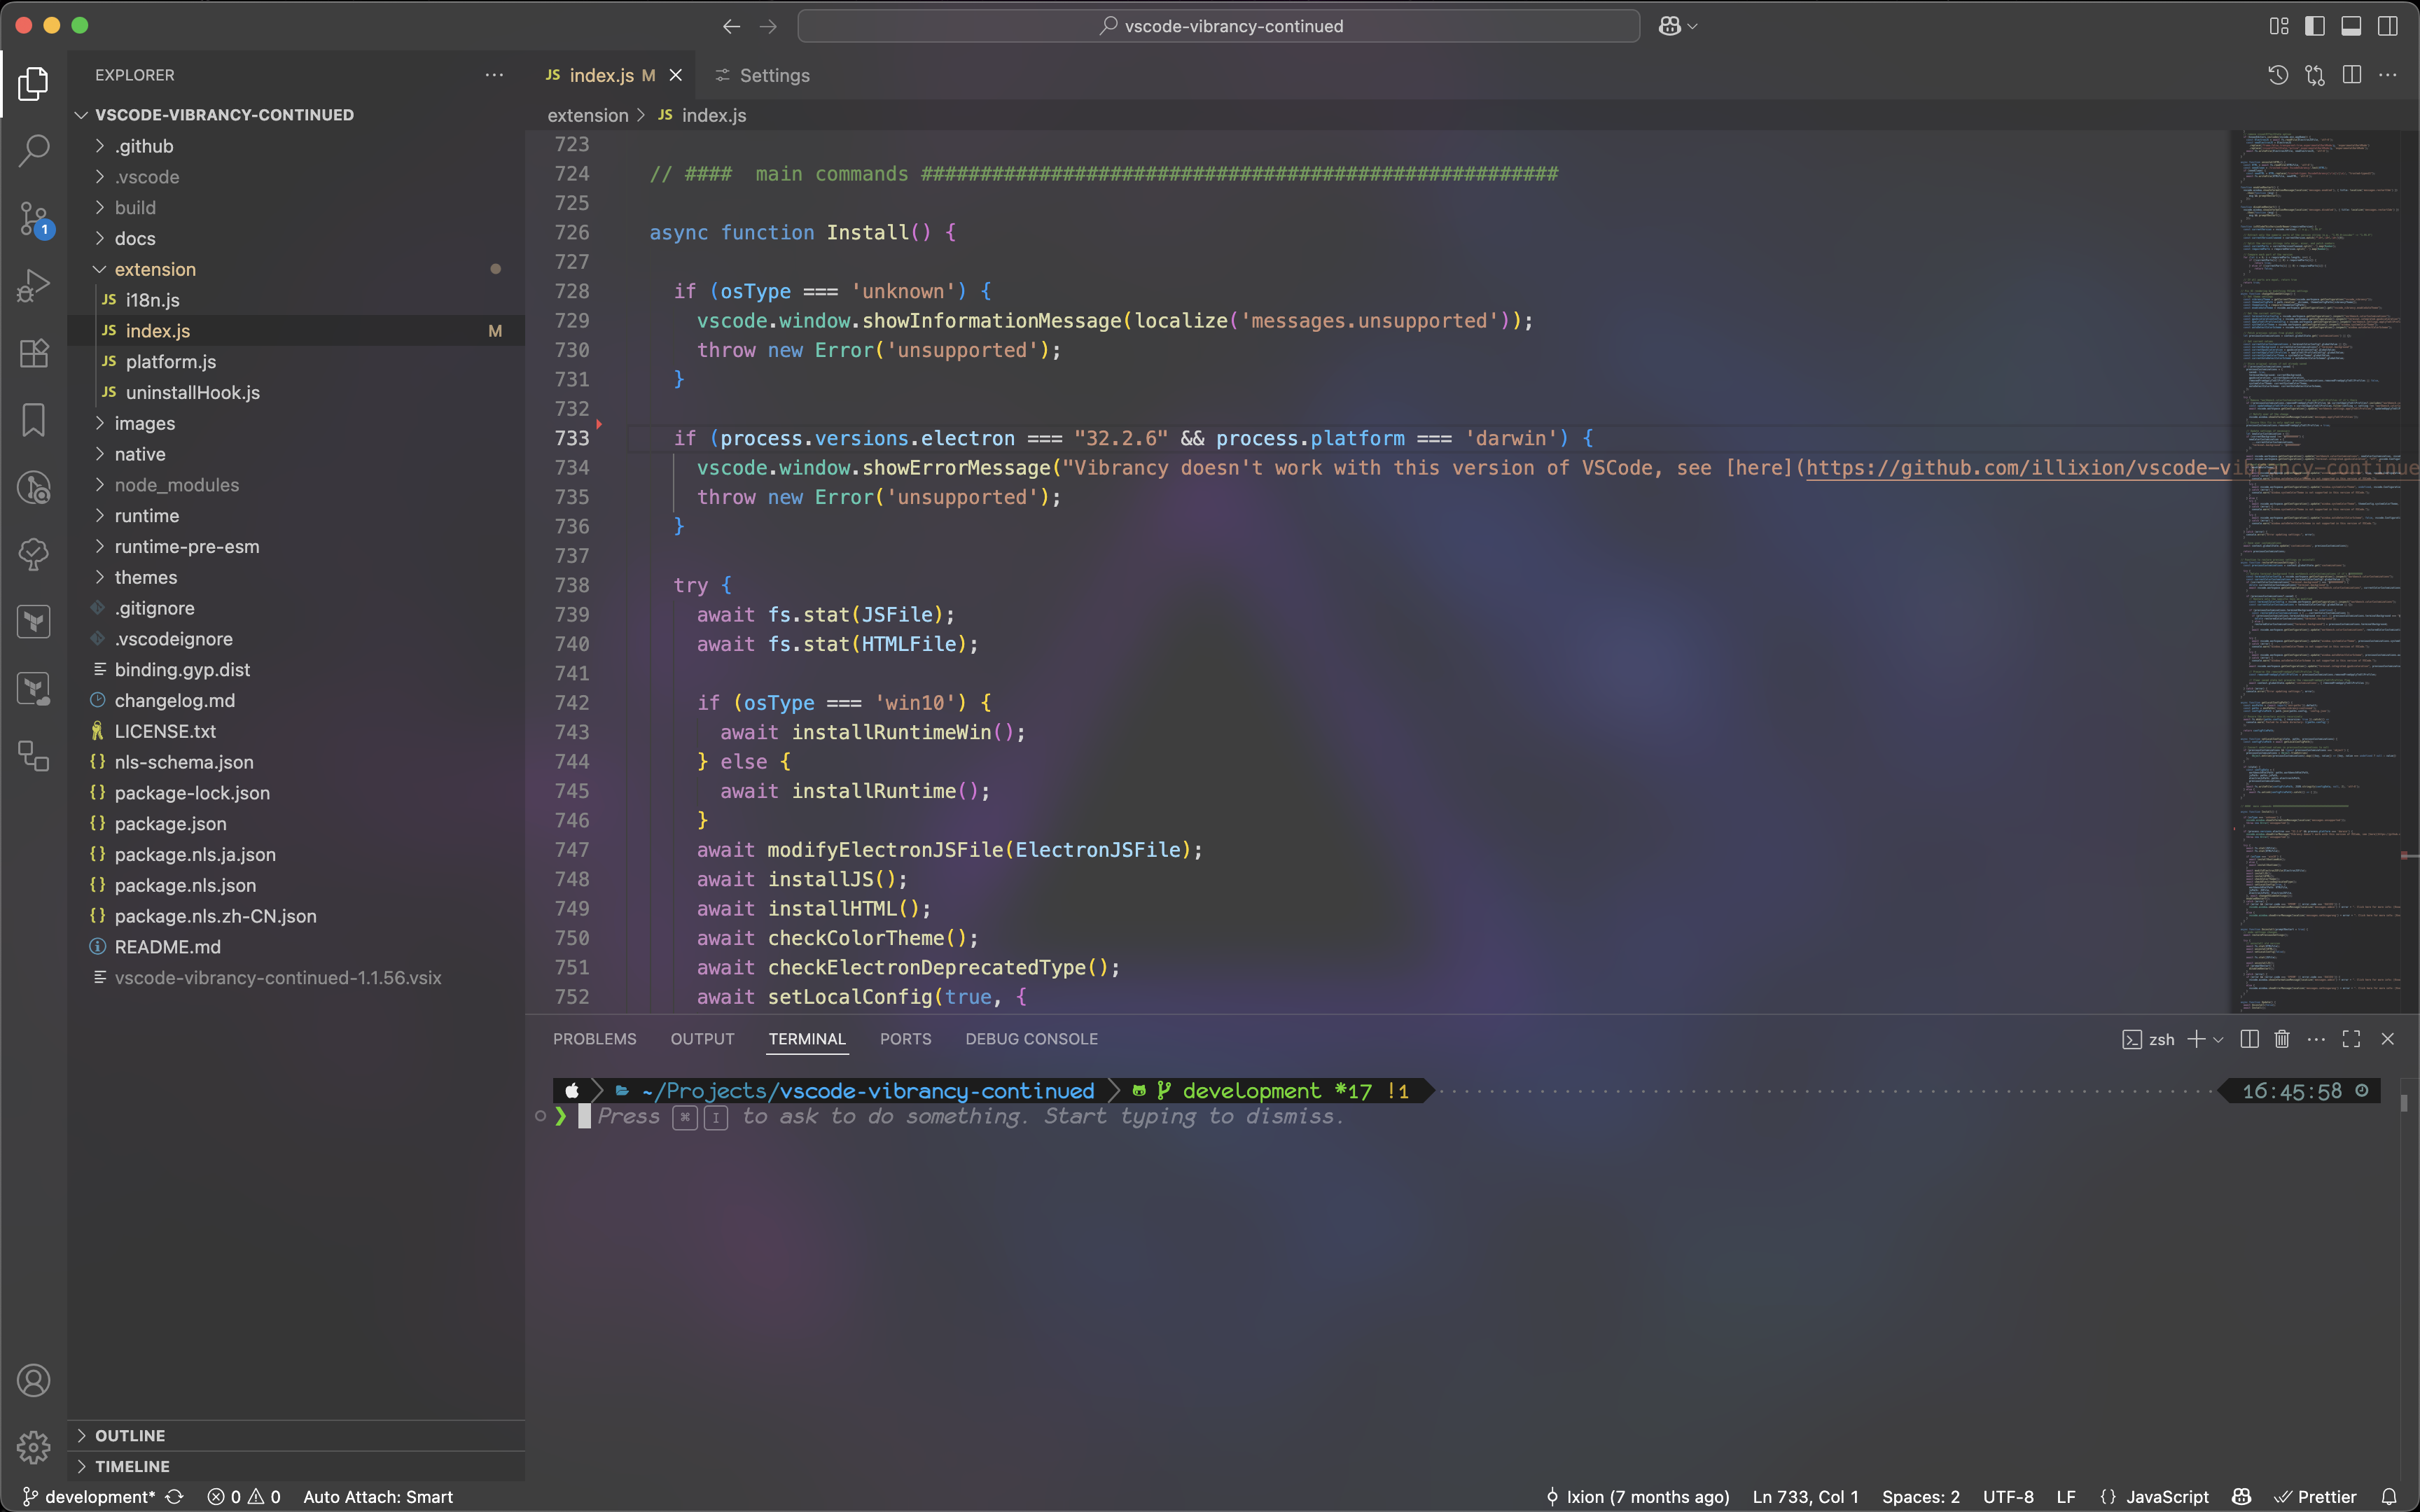 vscode-vibrancy-continued
EXPLORER
VSCODE-VIBRANCY-CONTINUED
.github
.vscode
build
docs
extension
JS i18n.js
JS index.js M
JS platform.js
JS uninstallHook.js
images
native
node_modules
runtime
runtime-pre-esm
themes
.gitignore
.vscodeignore
binding.gyp.dist
changelog.md
LICENSE.txt
{} nls-schema.json
{} package-lock.json
{} package.json
{} package.nls.ja.json
{} package.nls.json
{} package.nls.zh-CN.json
README.md
vscode-vibrancy-continued-1.1.56.vsix
OUTLINE
TIMELINE
1
JS index.js M
Settings
extension > JS index.js
723
724 // ####  main commands ######################################################
725
726 async function Install() {
727
728 if (osType === 'unknown') {
729 vscode.window.showInformationMessage(localize('messages.unsupported'));
730 throw new Error('unsupported');
731 }
732
733 if (process.versions.electron === "32.2.6" && process.platform === 'darwin') {
734 vscode.window.showErrorMessage("Vibrancy doesn't work with this version of VSCode, see [here](https://github.com/illixion/vscode-vibrancy-continue
735 throw new Error('unsupported');
736 }
737
738 try {
739 await fs.stat(JSFile);
740 await fs.stat(HTMLFile);
741
742 if (osType === 'win10') {
743 await installRuntimeWin();
744 } else {
745 await installRuntime();
746 }
747 await modifyElectronJSFile(ElectronJSFile);
748 await installJS();
749 await installHTML();
750 await checkColorTheme();
751 await checkElectronDeprecatedType();
752 await setLocalConfig(true, {
PROBLEMS OUTPUT TERMINAL PORTS DEBUG CONSOLE
zsh
~/Projects/vscode-vibrancy-continued development *17 !1 16:45:58
❯ Press ⌘ I to ask to do something. Start typing to dismiss.
development* 0 0 Auto Attach: Smart Ixion (7 months ago) Ln 733, Col 1 Spaces: 2 UTF-8 LF {} JavaScript Prettier